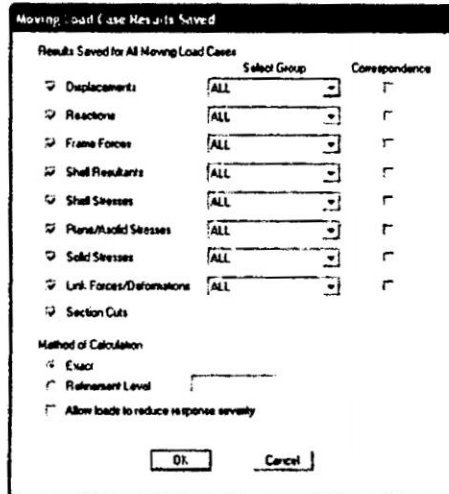 Moving Load Case Results Saved
Results Saved for All Moving Load Cases
Select Group Correspondence
Displacements ALL
Reactions ALL
Frame Forces ALL
Shell Resultants ALL
Shell Stresses ALL
Plane/Asolid Stresses ALL
Solid Stresses ALL
Link Forces/Deformations ALL
Section Cuts
Method of Calculation
Exact
Refinement Level
Allow loads to reduce response severity
OK Cancel